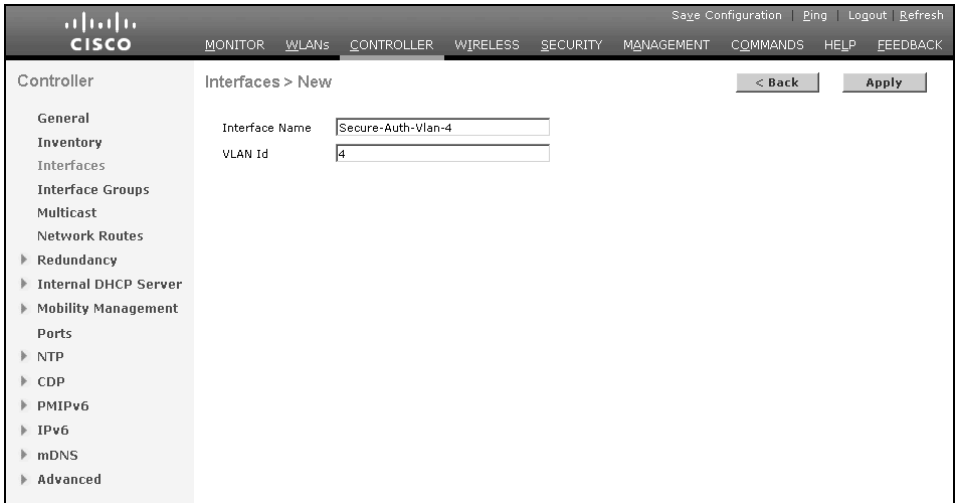 Save Configuration | Ping | Logout | Refresh
CISCO
MONITOR WLANs CONTROLLER WIRELESS SECURITY MANAGEMENT COMMANDS HELP FEEDBACK
Controller
Interfaces > New
< Back
Apply
General
Inventory
Interfaces
Interface Groups
Multicast
Network Routes
Redundancy
Internal DHCP Server
Mobility Management
Ports
NTP
CDP
PMIPv6
IPv6
mDNS
Advanced
Interface Name Secure-Auth-Vlan-4
VLAN Id 4